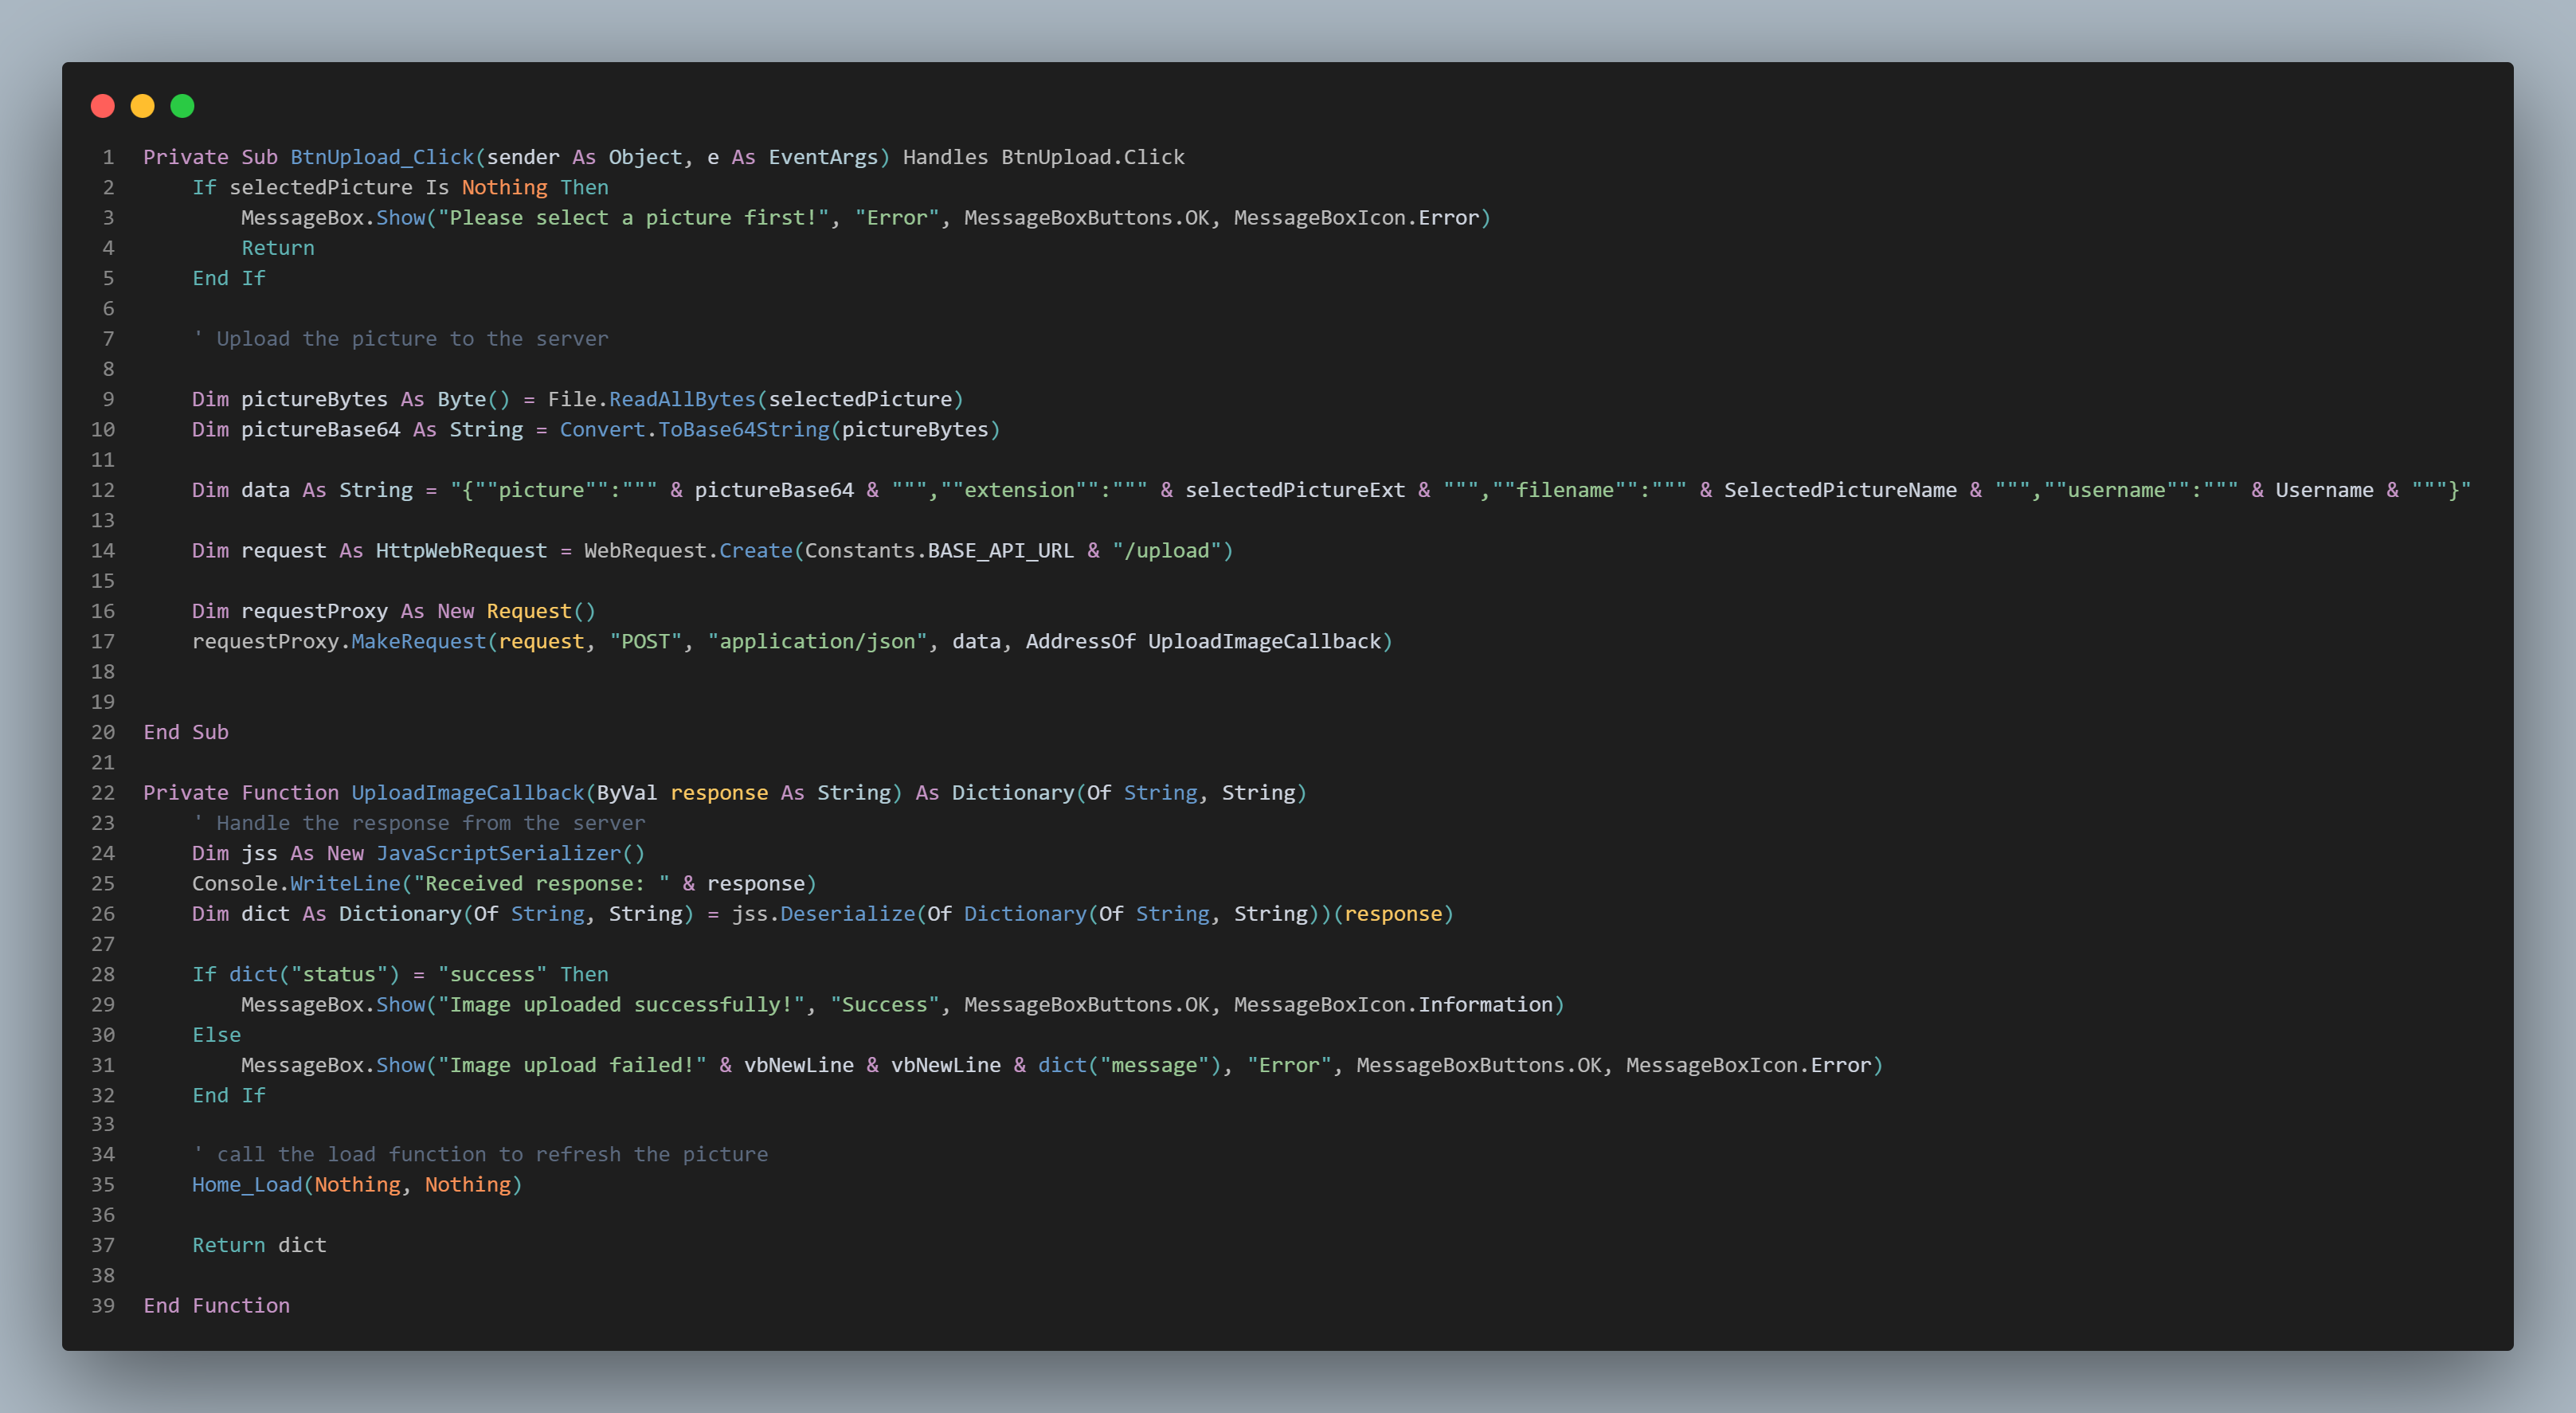 1 Private Sub BtnUpload_Click(sender As Object, e As EventArgs) Handles BtnUpload.Click
2     If selectedPicture Is Nothing Then
3         MessageBox.Show("Please select a picture first!", "Error", MessageBoxButtons.OK, MessageBoxIcon.Error)
4         Return
5     End If
6
7     ' Upload the picture to the server
8
9     Dim pictureBytes As Byte() = File.ReadAllBytes(selectedPicture)
10     Dim pictureBase64 As String = Convert.ToBase64String(pictureBytes)
11
12     Dim data As String = "{""picture"":""" & pictureBase64 & """,""extension"":""" & selectedPictureExt & """,""filename"":""" & SelectedPictureName & """,""username"":""" & Username & """}"
13
14     Dim request As HttpWebRequest = WebRequest.Create(Constants.BASE_API_URL & "/upload")
15
16     Dim requestProxy As New Request()
17     requestProxy.MakeRequest(request, "POST", "application/json", data, AddressOf UploadImageCallback)
18
19
20 End Sub
21
22 Private Function UploadImageCallback(ByVal response As String) As Dictionary(Of String, String)
23     ' Handle the response from the server
24     Dim jss As New JavaScriptSerializer()
25     Console.WriteLine("Received response: " & response)
26     Dim dict As Dictionary(Of String, String) = jss.Deserialize(Of Dictionary(Of String, String))(response)
27
28     If dict("status") = "success" Then
29         MessageBox.Show("Image uploaded successfully!", "Success", MessageBoxButtons.OK, MessageBoxIcon.Information)
30     Else
31         MessageBox.Show("Image upload failed!" & vbNewLine & vbNewLine & dict("message"), "Error", MessageBoxButtons.OK, MessageBoxIcon.Error)
32     End If
33
34     ' call the load function to refresh the picture
35     Home_Load(Nothing, Nothing)
36
37     Return dict
38
39 End Function